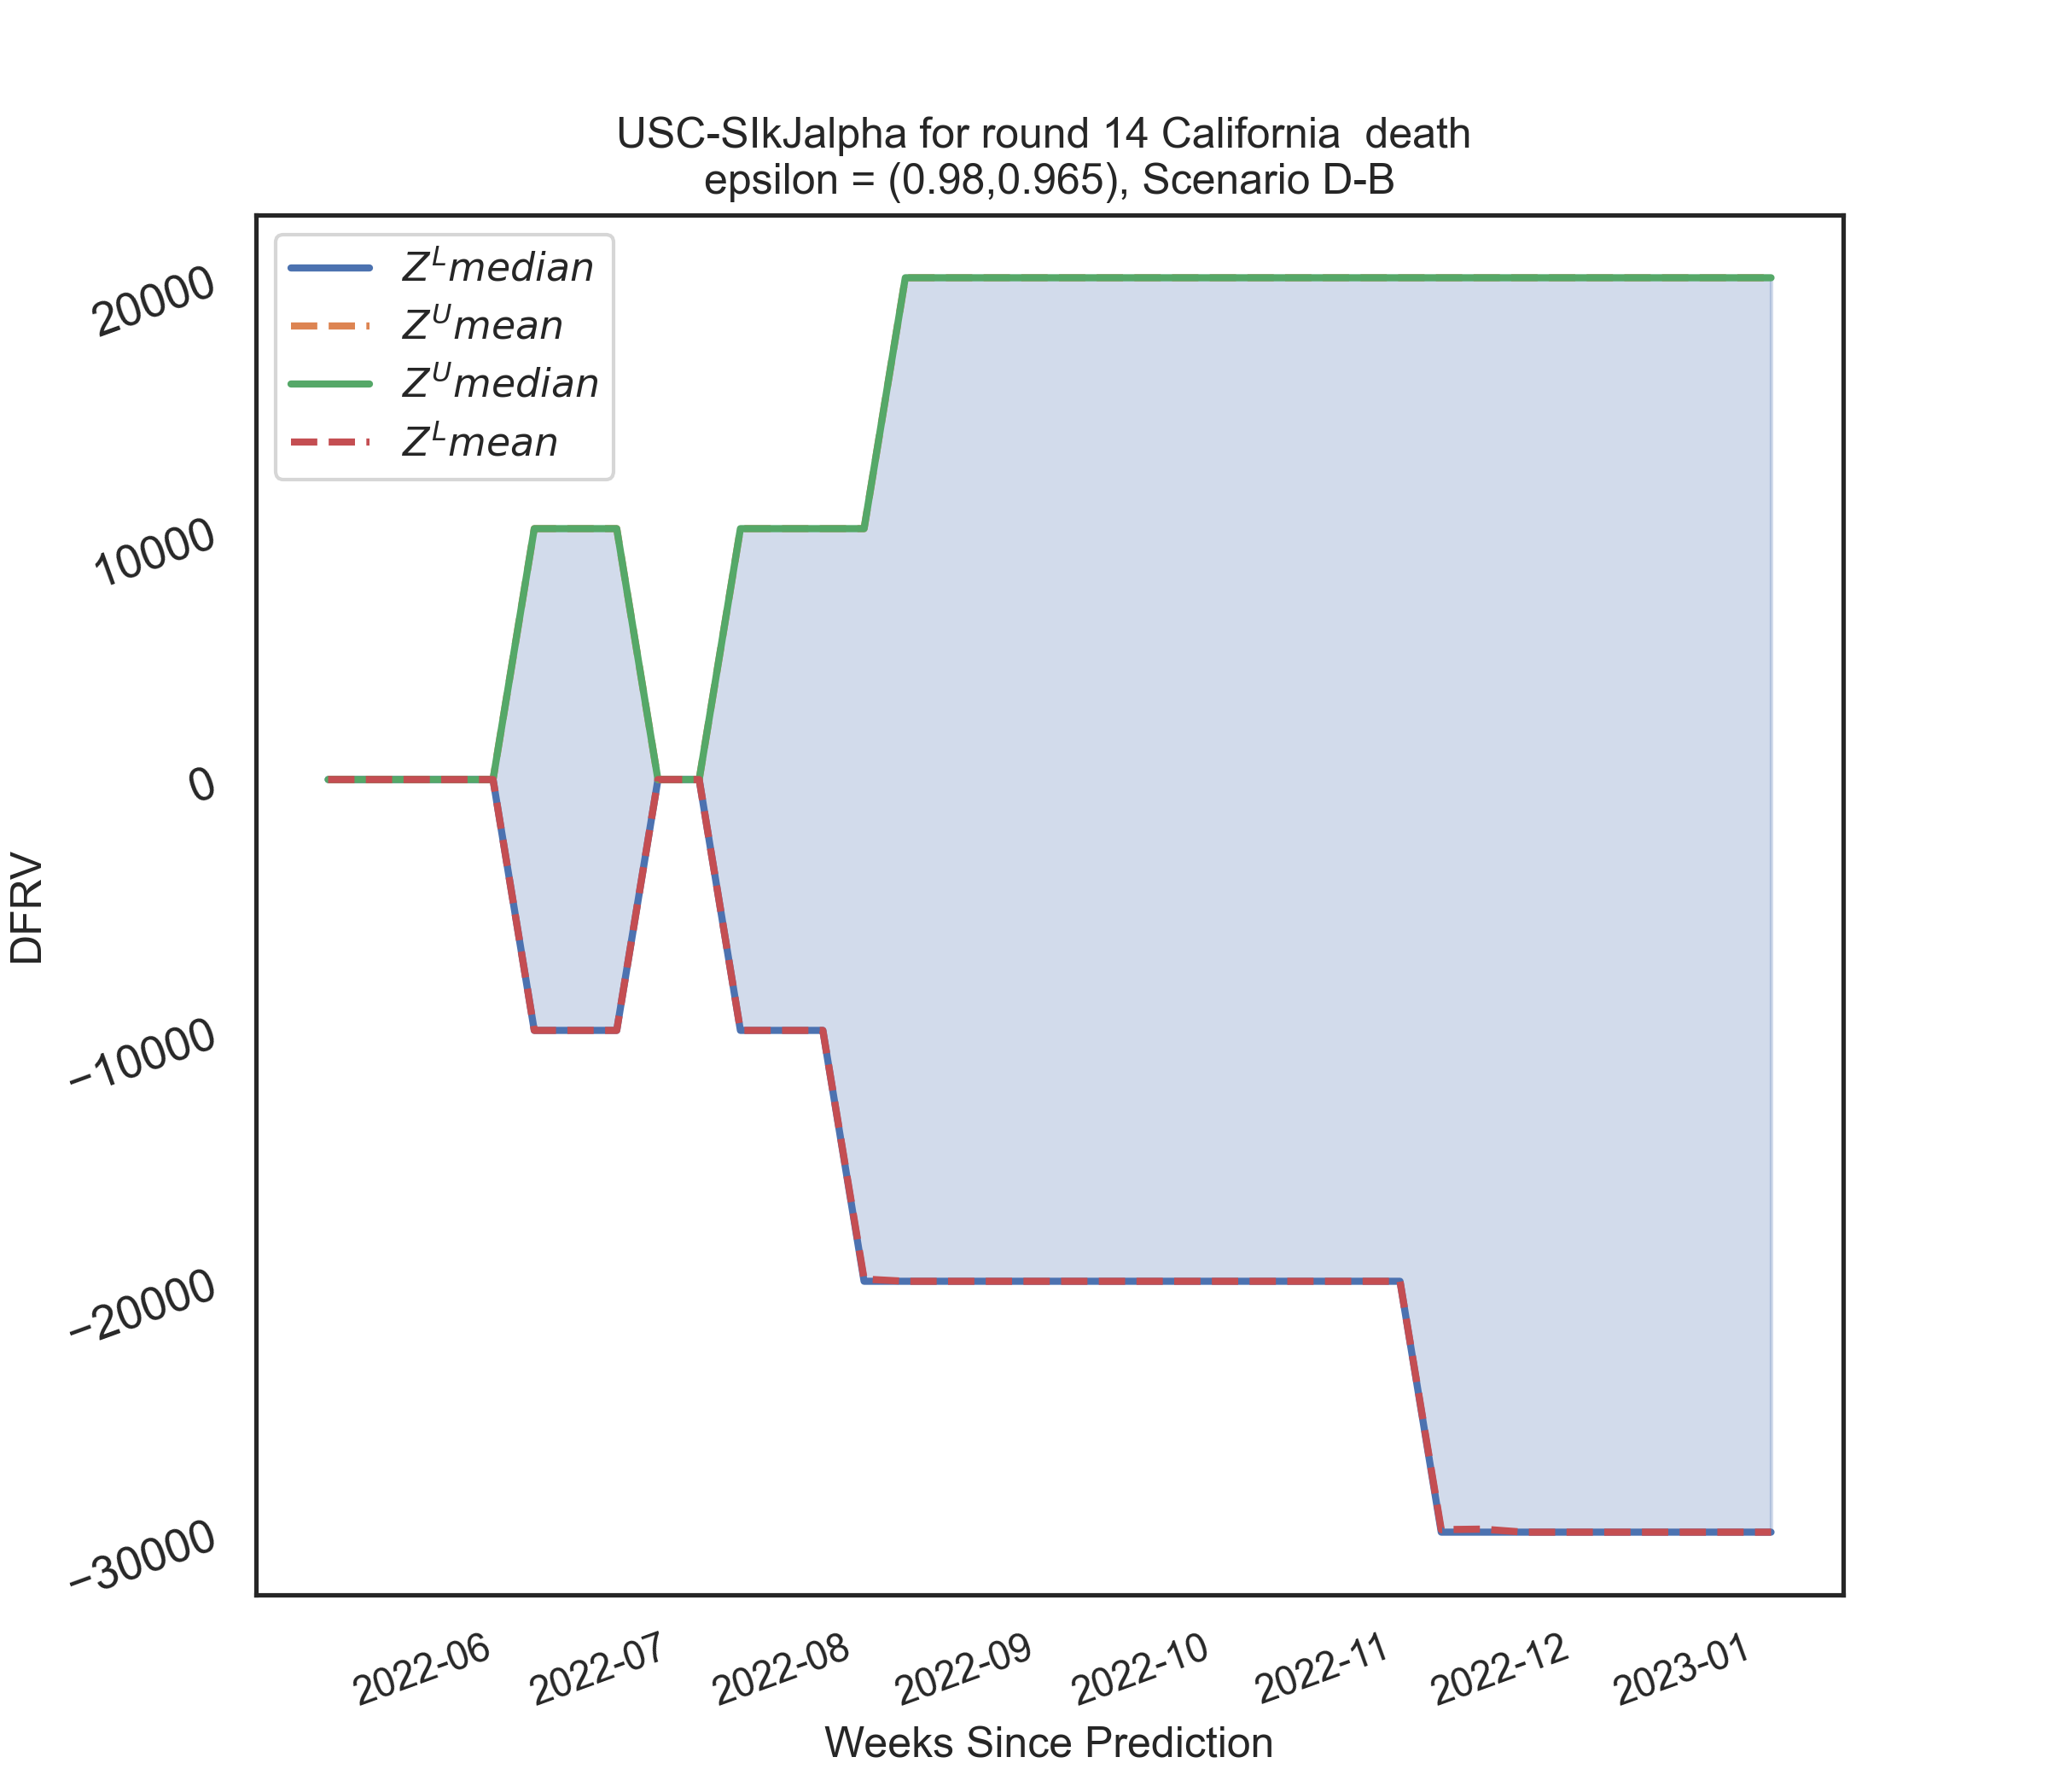 USC-SIkJalpha for round 14 California  death
epsilon = (0.98,0.965), Scenario D-B
Z^L median
Z^U mean
Z^U median
Z^L mean
20000
10000
0
−10000
−20000
−30000
DFRV
2022-06
2022-07
2022-08
2022-09
2022-10
2022-11
2022-12
2023-01
Weeks Since Prediction